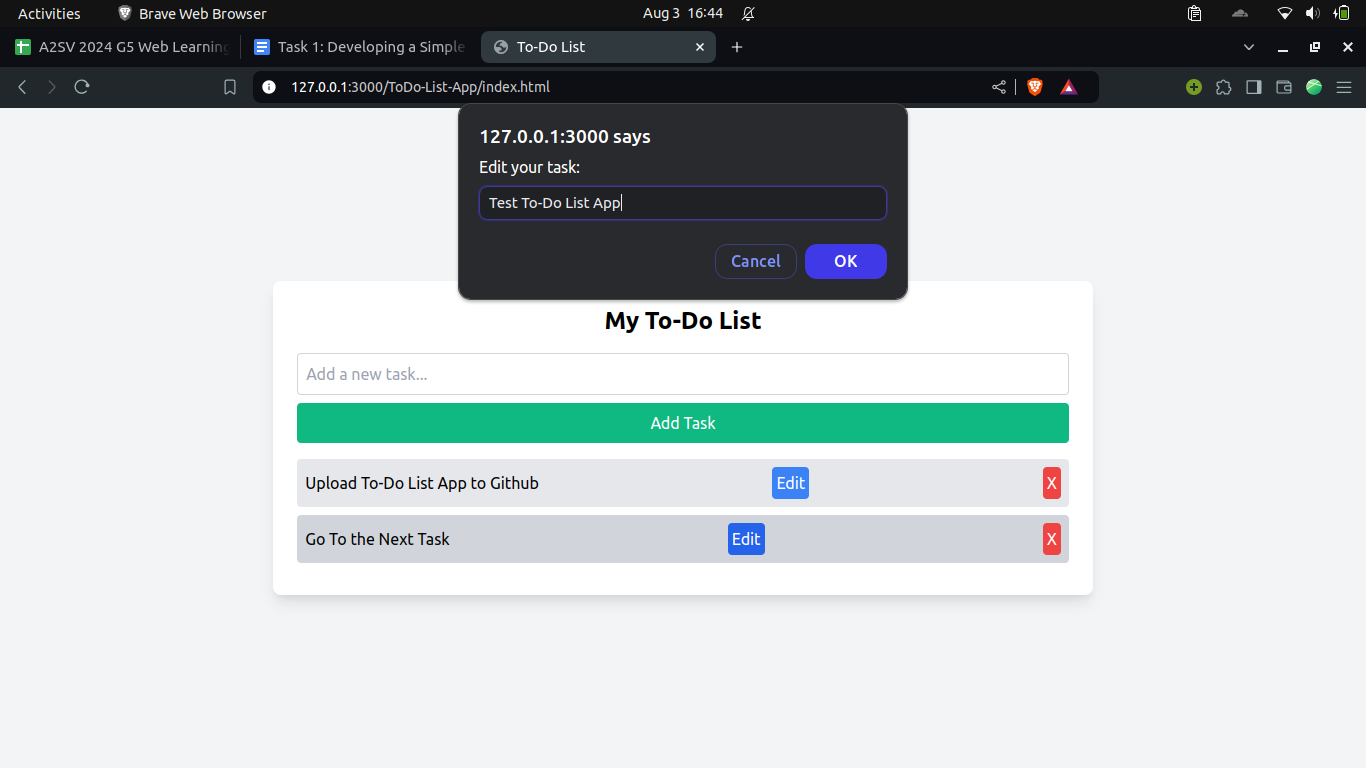 Activities Brave Web Browser Aug 3 16:44
A2SV 2024 G5 Web Learning Task 1: Developing a Simple To-Do List
127.0.0.1:3000/ToDo-List-App/index.html
127.0.0.1:3000 says
Edit your task:
Test To-Do List App
Cancel OK
My To-Do List
Add a new task...
Add Task
Upload To-Do List App to Github Edit X
Go To the Next Task Edit X